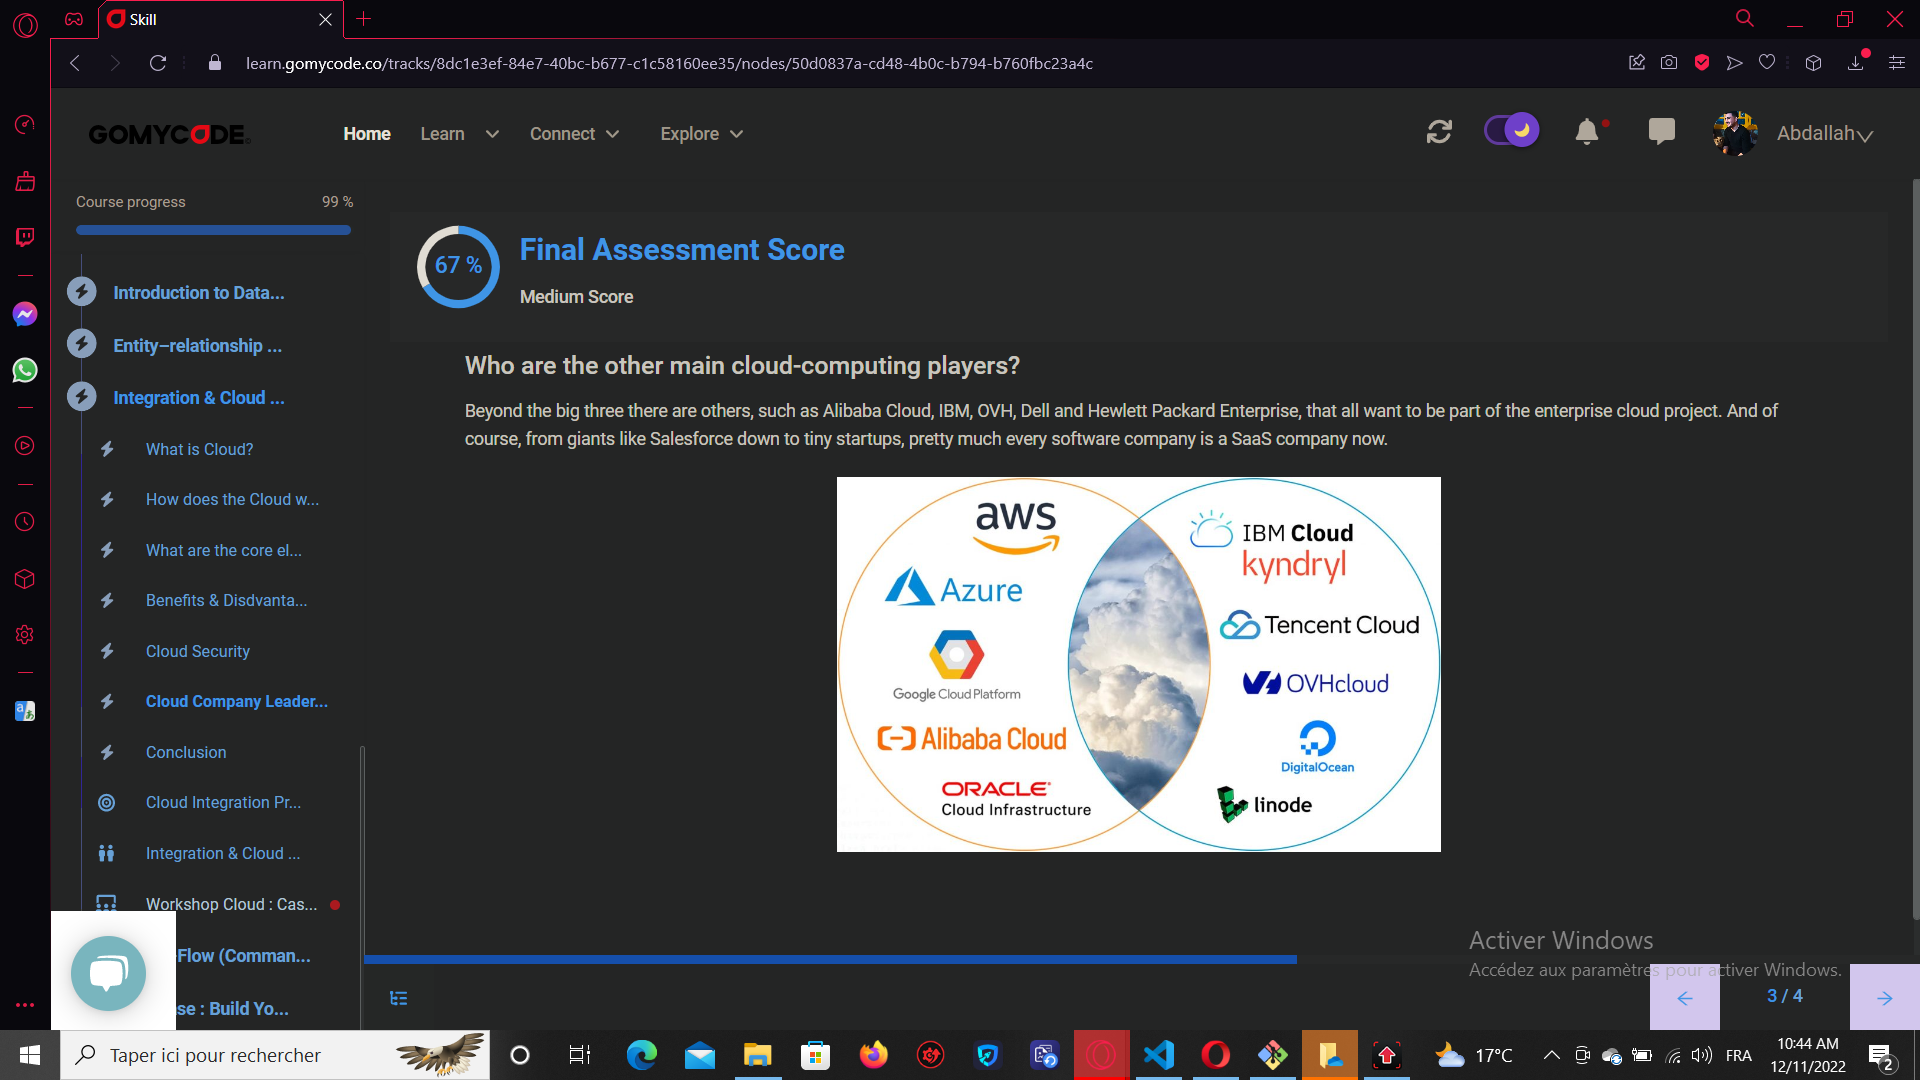 Skill
learn.gomycode.co/tracks/8dc1e3ef-84e7-40bc-b677-c1c58160ee35/nodes/50d0837a-cd48-4b0c-b794-b760fbc23a4c
GOMYCODE
Home
Learn
Connect
Explore
Abdallah
Course progress
99 %
Introduction to Data...
Entity–relationship ...
Integration & Cloud ...
What is Cloud?
How does the Cloud w...
What are the core el...
Benefits & Disdvanta...
Cloud Security
Cloud Company Leader...
Conclusion
Cloud Integration Pr...
Integration & Cloud ...
Workshop Cloud : Cas...
Flow (Comman...
se : Build Yo...
67 %
Final Assessment Score
Medium Score
Who are the other main cloud-computing players?
Beyond the big three there are others, such as Alibaba Cloud, IBM, OVH, Dell and Hewlett Packard Enterprise, that all want to be part of the enterprise cloud project. And of
course, from giants like Salesforce down to tiny startups, pretty much every software company is a SaaS company now.
aws
Azure
Google Cloud Platform
Alibaba Cloud
ORACLE
Cloud Infrastructure
IBM Cloud
kyndryl
Tencent Cloud
OVHcloud
DigitalOcean
linode
Activer Windows
Accédez aux paramètres pour activer Windows.
3 / 4
Taper ici pour rechercher
17°C
FRA
10:44 AM
12/11/2022
2